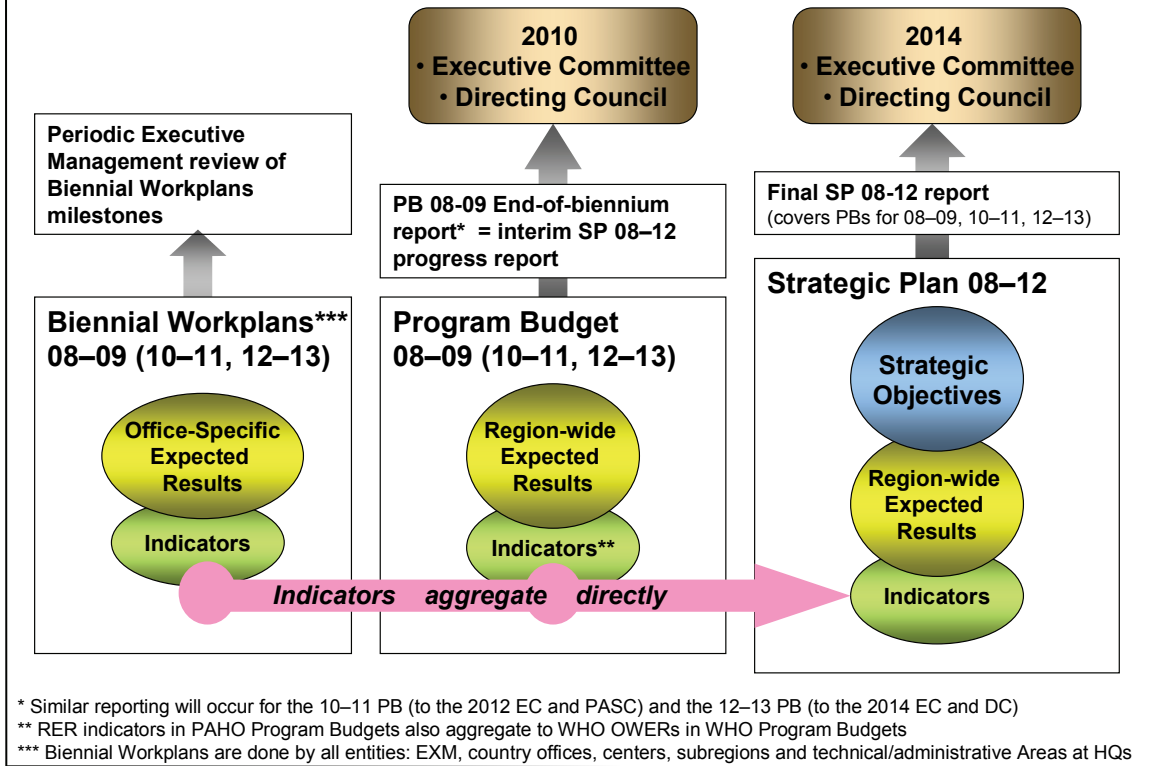 2010
• Executive Committee
• Directing Council
2014
• Executive Committee
• Directing Council
Periodic Executive
Management review of
Biennial Workplans
milestones
PB 08-09 End-of-biennium
report* = interim SP 08–12
progress report
Final SP 08-12 report
(covers PBs for 08–09, 10–11, 12–13)
Biennial Workplans***
08–09 (10–11, 12–13)
Office-Specific
Expected
Results
Indicators
Program Budget
08–09 (10–11, 12–13)
Region-wide
Expected
Results
Indicators**
Strategic Plan 08–12
Strategic
Objectives
Region-wide
Expected
Results
Indicators
Indicators aggregate directly
* Similar reporting will occur for the 10–11 PB (to the 2012 EC and PASC) and the 12–13 PB (to the 2014 EC and DC)
** RER indicators in PAHO Program Budgets also aggregate to WHO OWERs in WHO Program Budgets
*** Biennial Workplans are done by all entities: EXM, country offices, centers, subregions and technical/administrative Areas at HQs